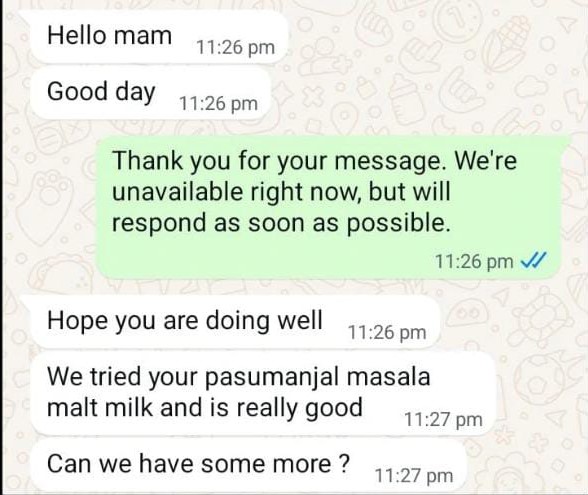 Hello mam 11:26 pm
Good day 11:26 pm
Thank you for your message. We're
unavailable right now, but will
respond as soon as possible.
11:26 pm
Hope you are doing well 11:26 pm
We tried your pasumanjal masala
malt milk and is really good 11:27 pm
Can we have some more ? 11:27 pm